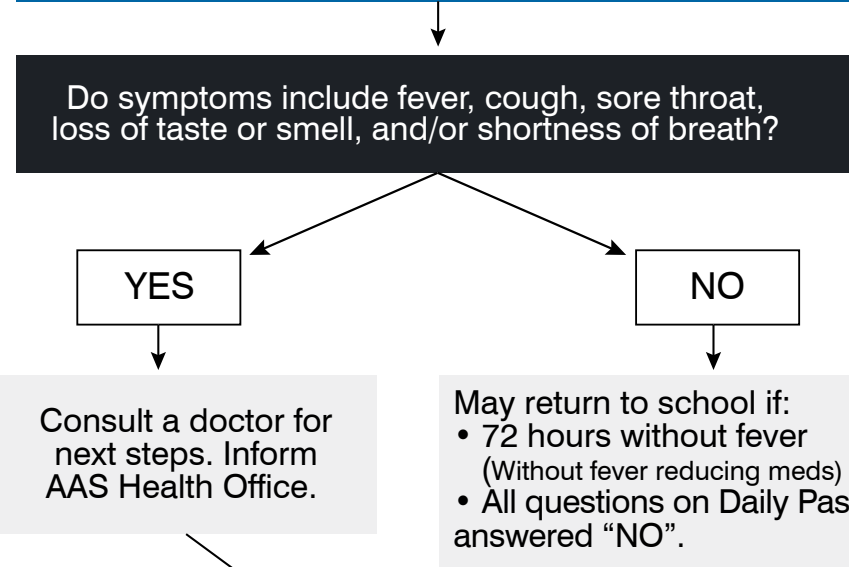 Do symptoms include fever, cough, sore throat,
loss of taste or smell, and/or shortness of breath?
YES
NO
Consult a doctor for
next steps. Inform
AAS Health Office.
May return to school if:
• 72 hours without fever
(Without fever reducing meds)
• All questions on Daily
answered “NO”.